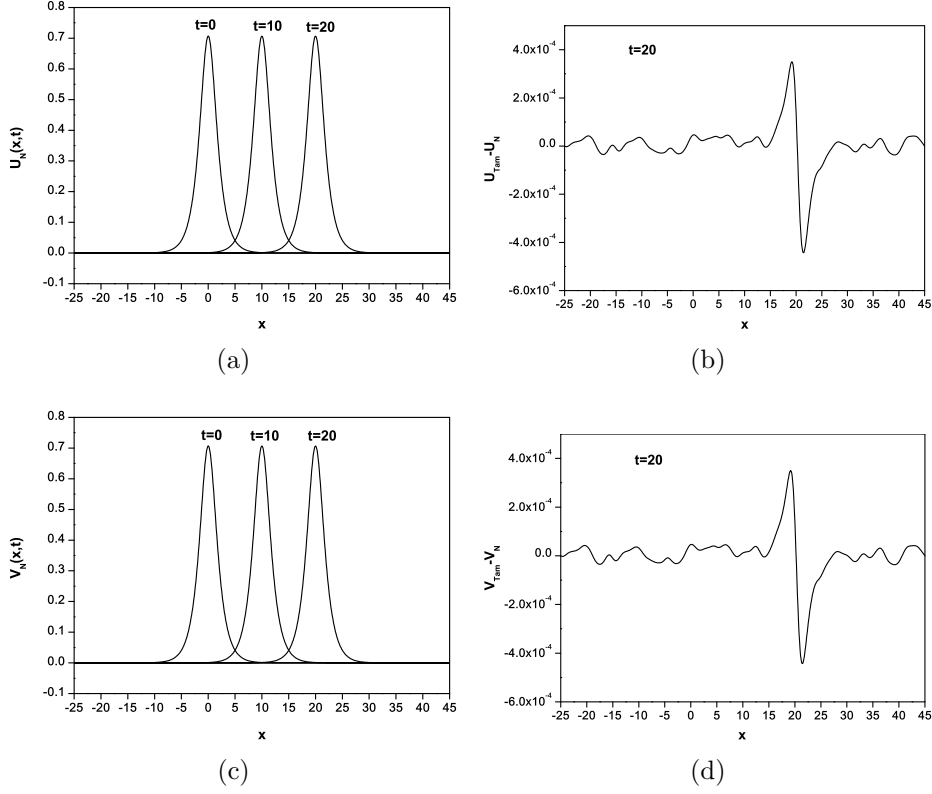 0.8
0.7
0.6
0.5
0.4
0.3
0.2
0.1
0.0
-0.1
U_N(x,t)
t=0 t=10 t=20
-25 -20 -15 -10 -5 0 5 10 15 20 25 30 35 40 45
x
(a)
4.0x10⁻⁴
2.0x10⁻⁴
0.0
-2.0x10⁻⁴
-4.0x10⁻⁴
-6.0x10⁻⁴
U_Tam-U_N
t=20
-25 -20 -15 -10 -5 0 5 10 15 20 25 30 35 40 45
x
(b)
0.8
0.7
0.6
0.5
0.4
0.3
0.2
0.1
0.0
-0.1
V_N(x,t)
t=0 t=10 t=20
-25 -20 -15 -10 -5 0 5 10 15 20 25 30 35 40 45
x
(c)
4.0x10⁻⁴
2.0x10⁻⁴
0.0
-2.0x10⁻⁴
-4.0x10⁻⁴
-6.0x10⁻⁴
V_Tam-V_N
t=20
-25 -20 -15 -10 -5 0 5 10 15 20 25 30 35 40 45
x
(d)